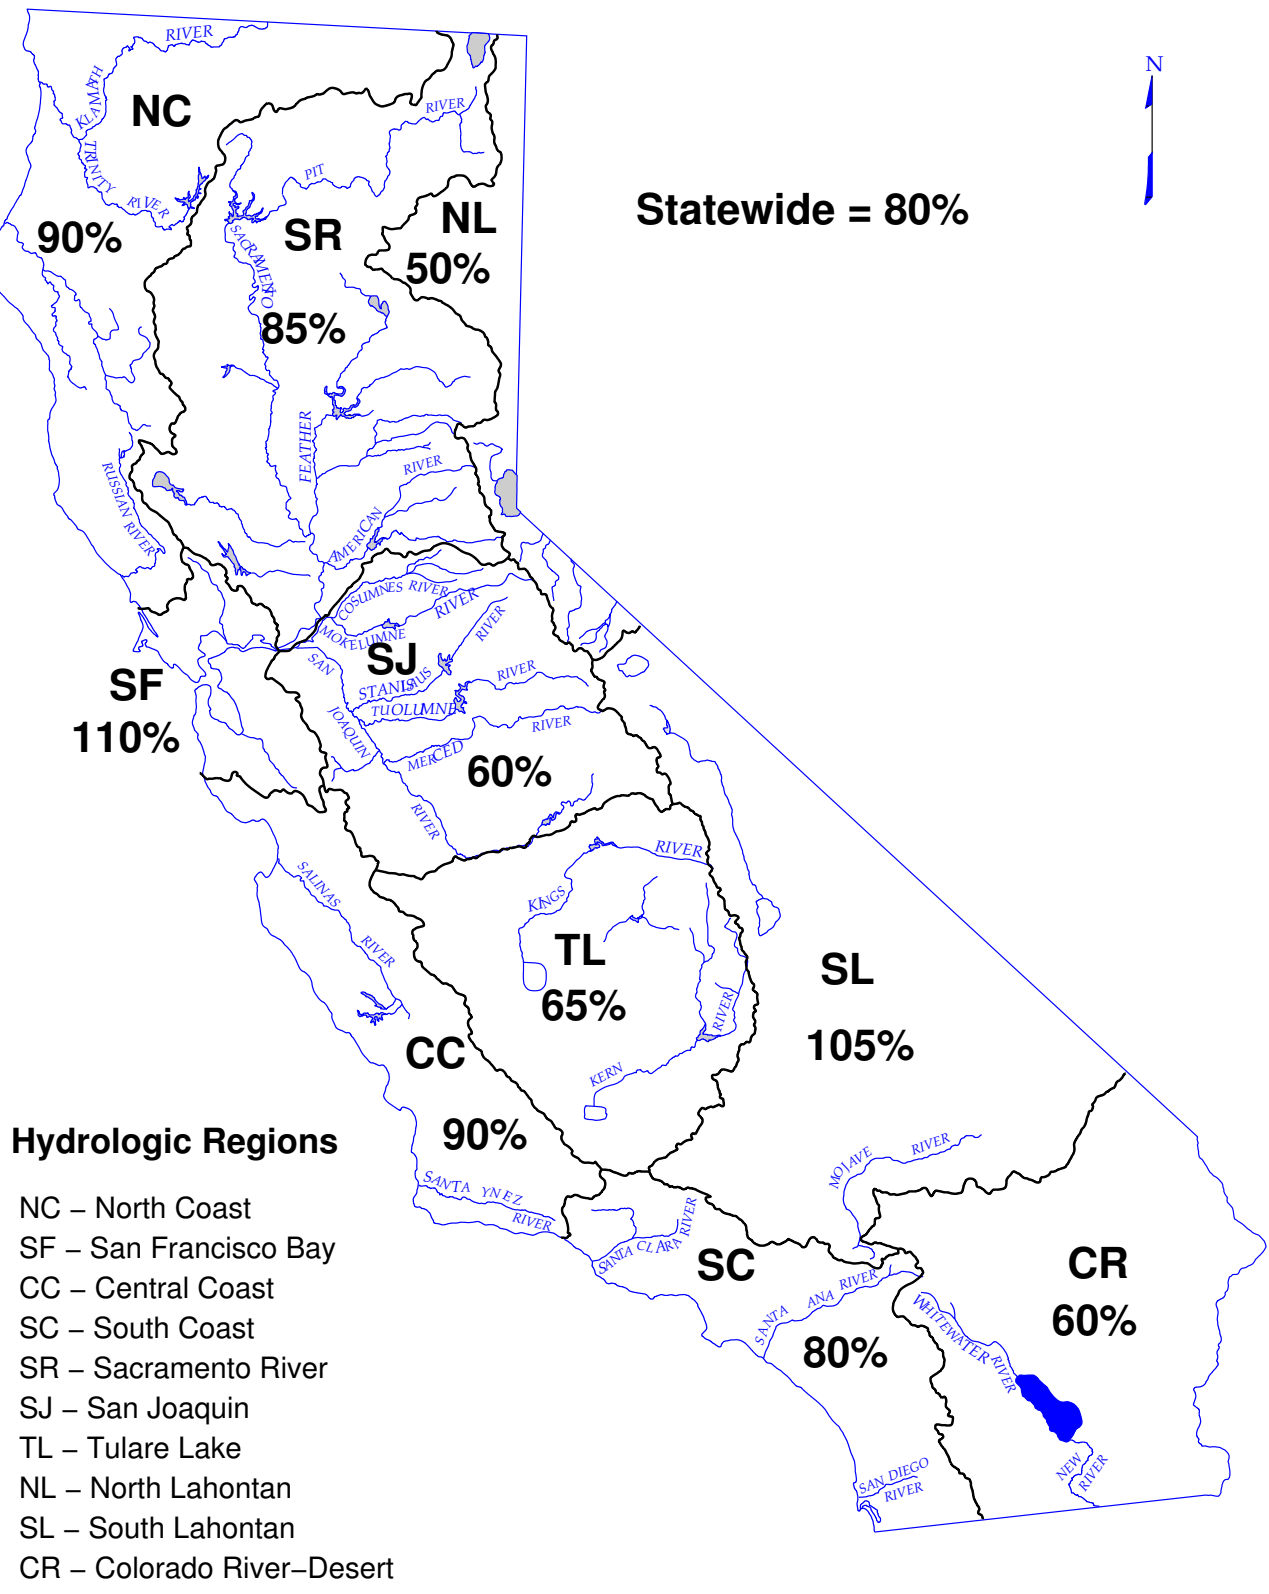 RIVER
N
KLAMATH
NC
RIVER
TRINITY
RIVER
PIT
Statewide = 80%
NL
SR
90%
50%
SACRAMENTO
85%
FEATHER
RIVER
RUSSIAN RIVER
AMERICAN
COSUMNES RIVER
RIVER
MOKELUMNE
RIVER
SJ
SAN
SF
STANISLAUS
RIVER
TUOLUMNE
110%
JOAQUIN
RIVER
MERCED
60%
RIVER
RIVER
SALINAS
KINGS
RIVER
TL
SL
65%
RIVER
105%
CC
KERN
90%
Hydrologic Regions
MOJAVE
RIVER
SANTA YNEZ
RIVER
NC – North Coast
SF – San Francisco Bay
CC – Central Coast
SC – South Coast
SR – Sacramento River
SJ – San Joaquin
TL – Tulare Lake
NL – North Lahontan
SL – South Lahontan
CR – Colorado River–Desert
SANTA CLARA RIVER
SC
CR
SANTA ANA RIVER
60%
WHITEWATER
RIVER
80%
NEW
RIVER
SAN DIEGO
RIVER